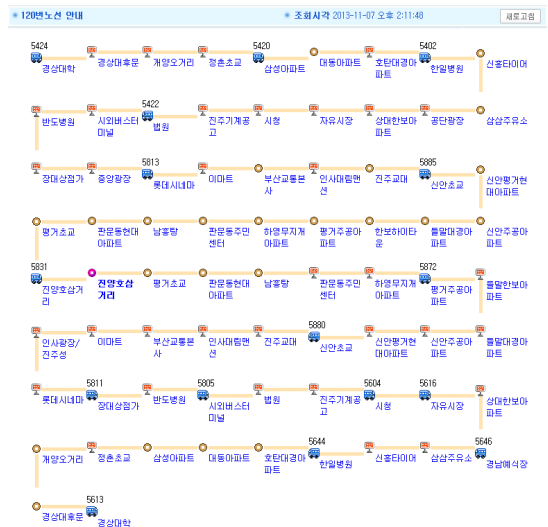 120번노선 안내
조회시각 2013-11-07 오후 2:11:48
새로고침
5424 5420 5402
경상대학 경상대후문 개양오거리 정촌초교 삼성아파트 대동아파트 호탄대경아파트 한일병원 신흥타이어
5422
반도병원 시외버스터미널 법원 진주기계공고 시청 자유시장 상대한보아파트 공단광장 삼삼주유소
5813 5885
장대상점가 중앙광장 롯데시네마 이마트 부산교통본사 인사대림맨션 진주교대 신안초교 신안평거현대아파트
평거초교 판문동현대아파트 남흥탕 판문동주민센터 하영무지개아파트 평거주공아파트 한보하이타운 들말대경아파트 신안주공아파트
5831 5872
진양호삼거리 진양호삼거리 평거초교 판문동현대아파트 남흥탕 판문동주민센터 하영무지개아파트 평거주공아파트 들말한보아파트
5880
인사광장/진주성 이마트 부산교통본사 인사대림맨션 진주교대 신안초교 신안평거현대아파트 신안주공아파트 들말대경아파트
5811 5805 5604 5616
롯데시네마 장대상점가 반도병원 시외버스터미널 법원 진주기계공고 시청 자유시장 상대한보아파트
5644 5646
개양오거리 정촌초교 삼성아파트 대동아파트 호탄대경아파트 한일병원 신흥타이어 삼삼주유소 경남예식장
5613
경상대후문 경상대학